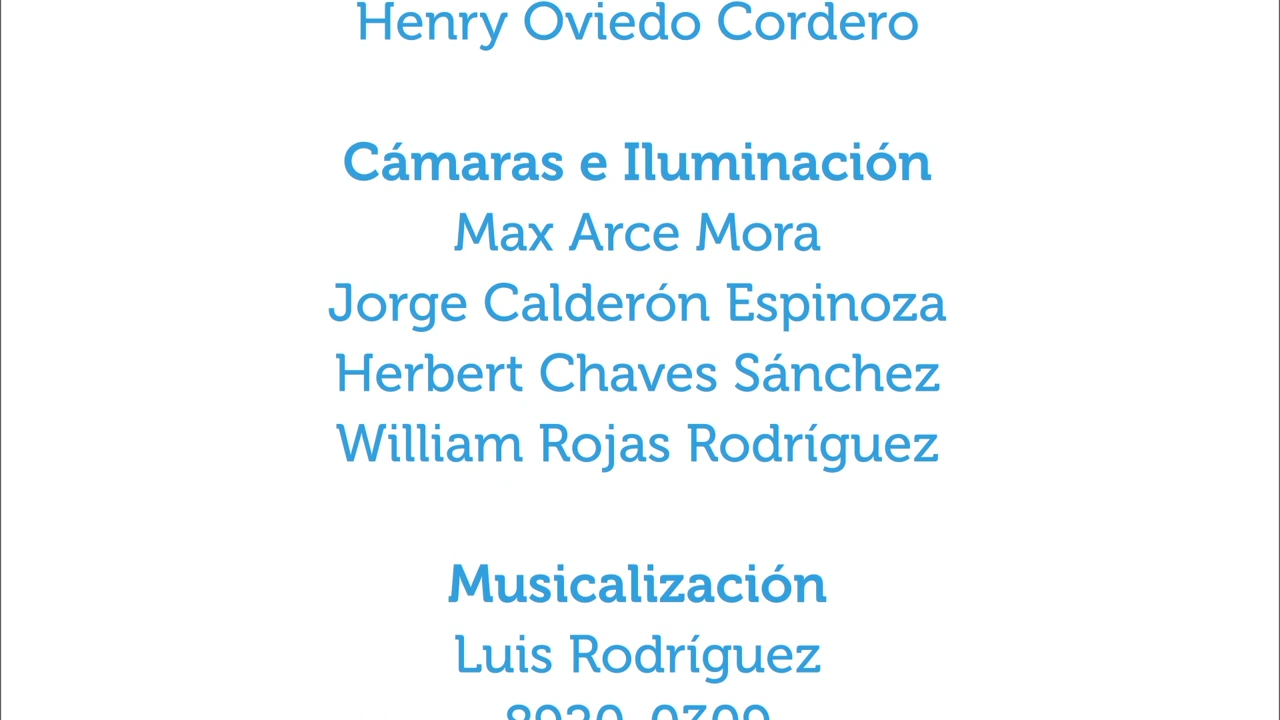 Henry Oviedo Cordero
Cámaras e Iluminación
Max Arce Mora
Jorge Calderón Espinoza
Herbert Chaves Sánchez
William Rojas Rodríguez
Musicalización
Luis Rodríguez